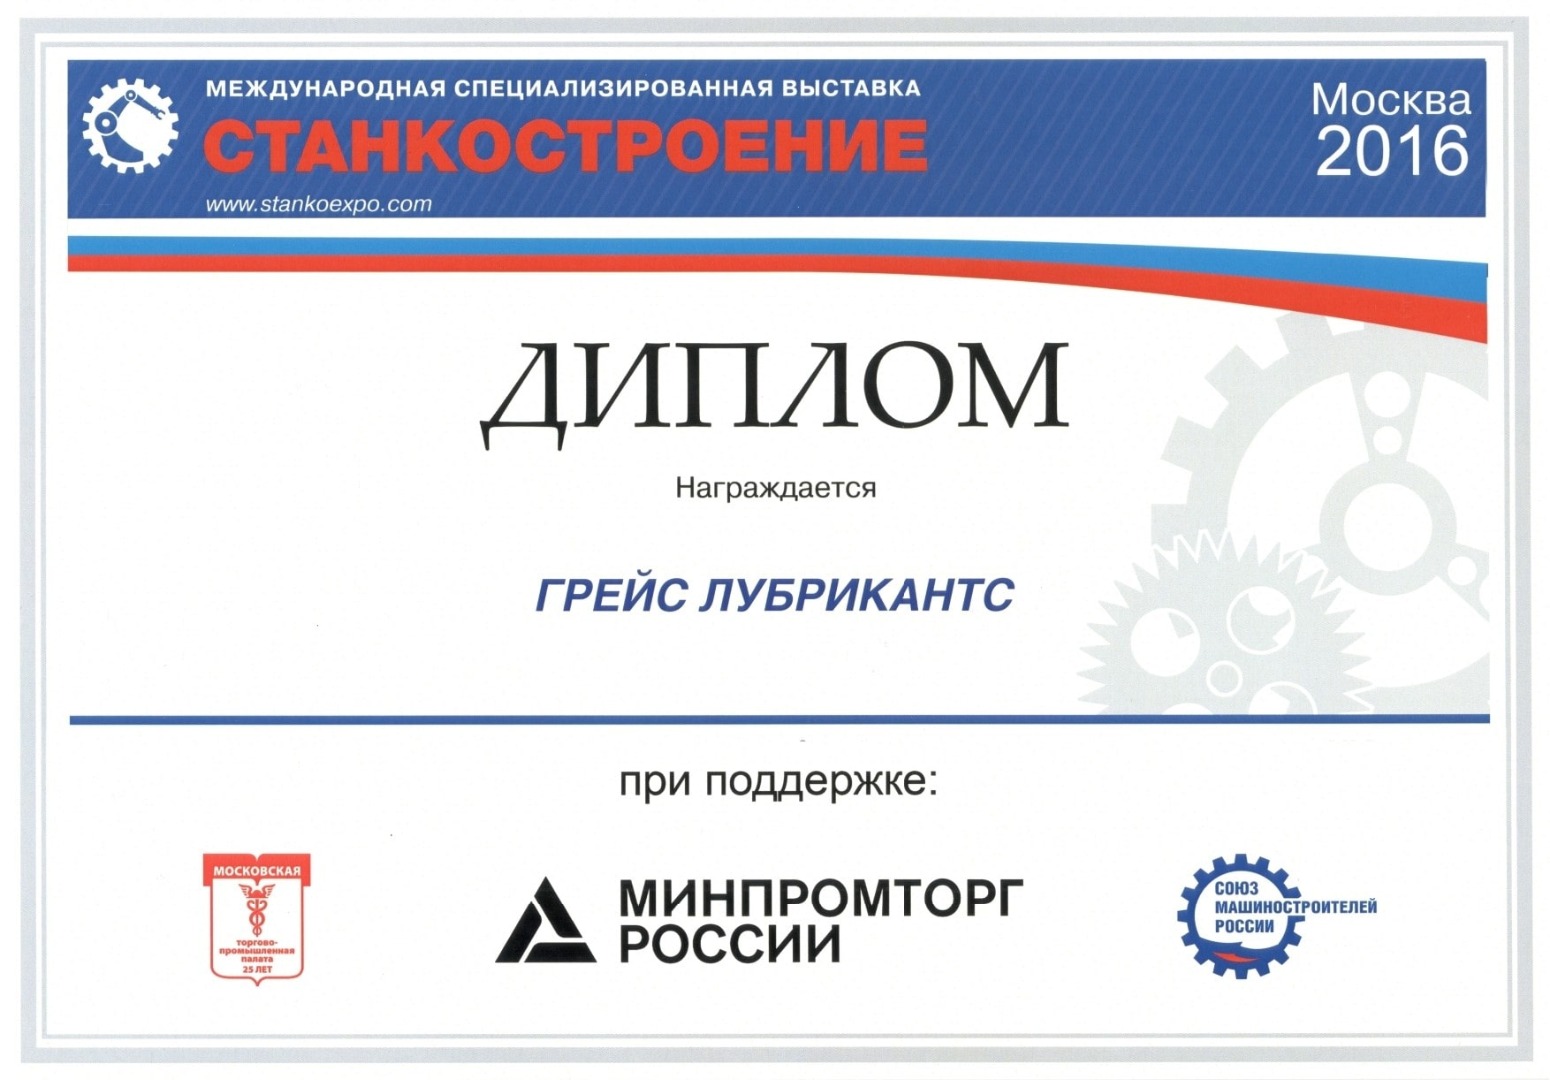 МЕЖДУНАРОДНАЯ СПЕЦИАЛИЗИРОВАННАЯ ВЫСТАВКА
СТАНКОСТРОЕНИЕ
www.stankoexpo.com
Москва
2016
ДИПЛОМ
Награждается
ГРЕЙС ЛУБРИКАНТС
при поддержке:
МОСКОВСКАЯ
торгово-
промышленная
палата
25 ЛЕТ
МИНПРОМТОРГ
РОССИИ
СОЮЗ
МАШИНОСТРОИТЕЛЕЙ
РОССИИ